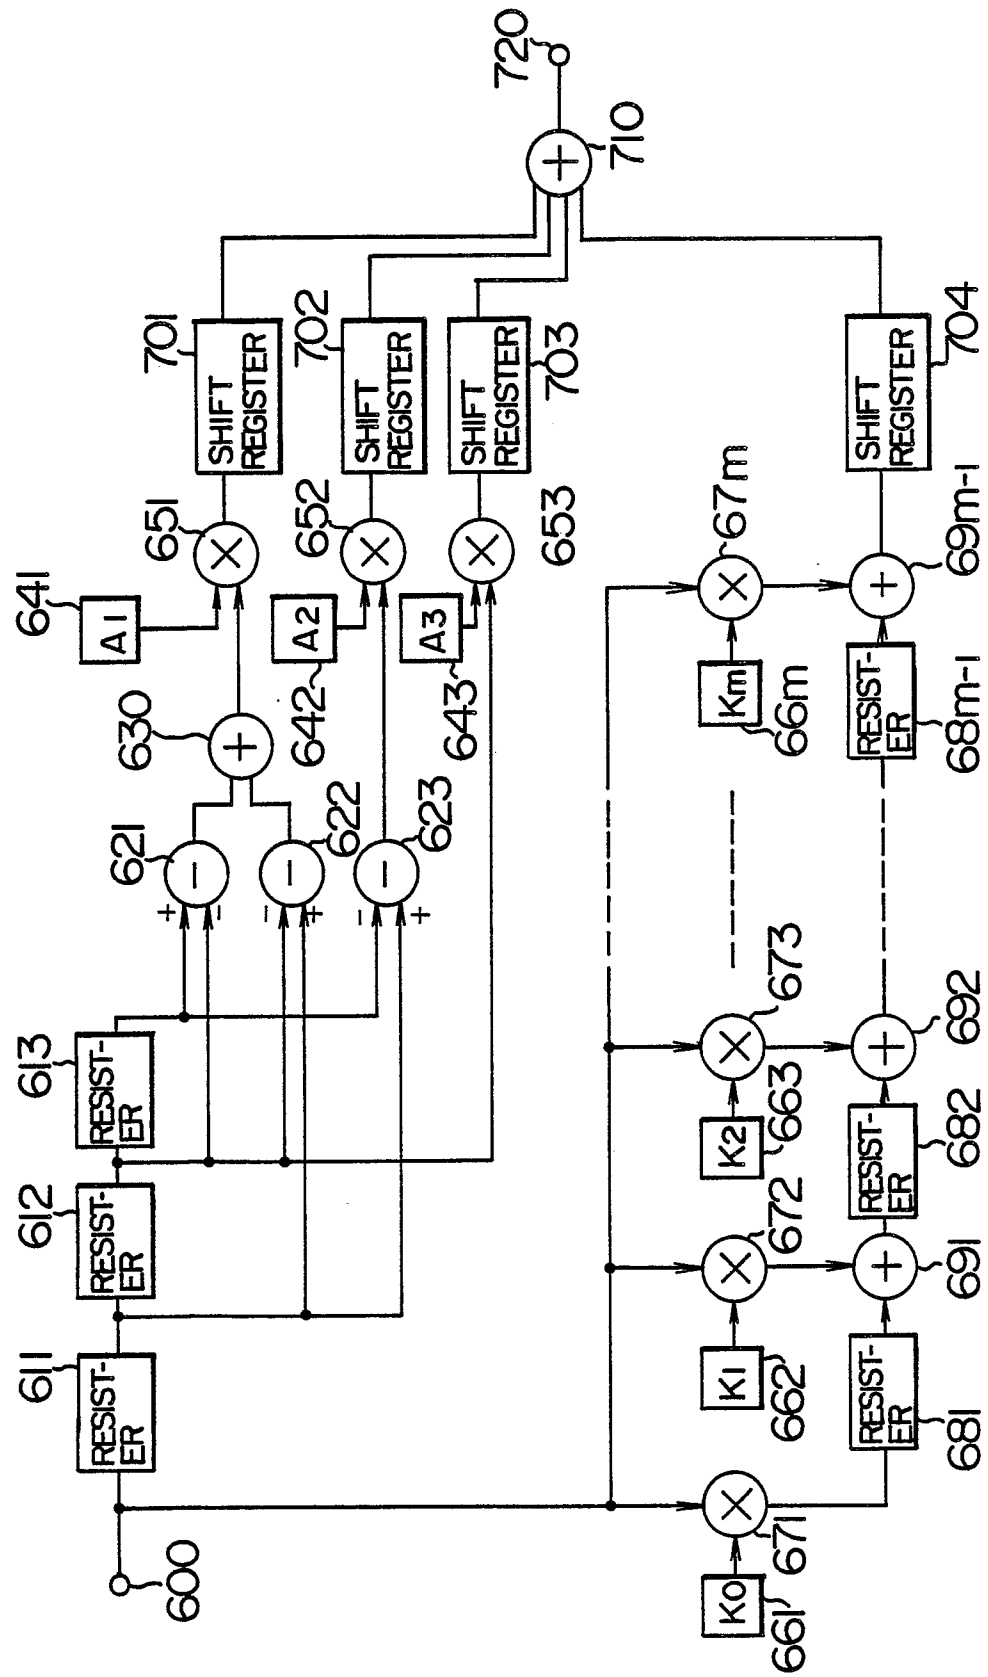 611
612
613
RESIST-
ER
RESIST-
ER
RESIST-
ER
600
621
+
-
−
622
-
+
−
623
-
+
−
630
+
641
A1
642
A2
643
A3
651
×
652
×
653
×
701
SHIFT
REGISTER
702
SHIFT
REGISTER
703
SHIFT
REGISTER
710
+
720
661
K0
671
×
662
K1
672
×
663
K2
673
×
66m
Km
67m
×
681
RESIST-
ER
691
+
682
RESIST-
ER
692
+
68m-1
RESIST-
ER
69m-1
+
704
SHIFT
REGISTER